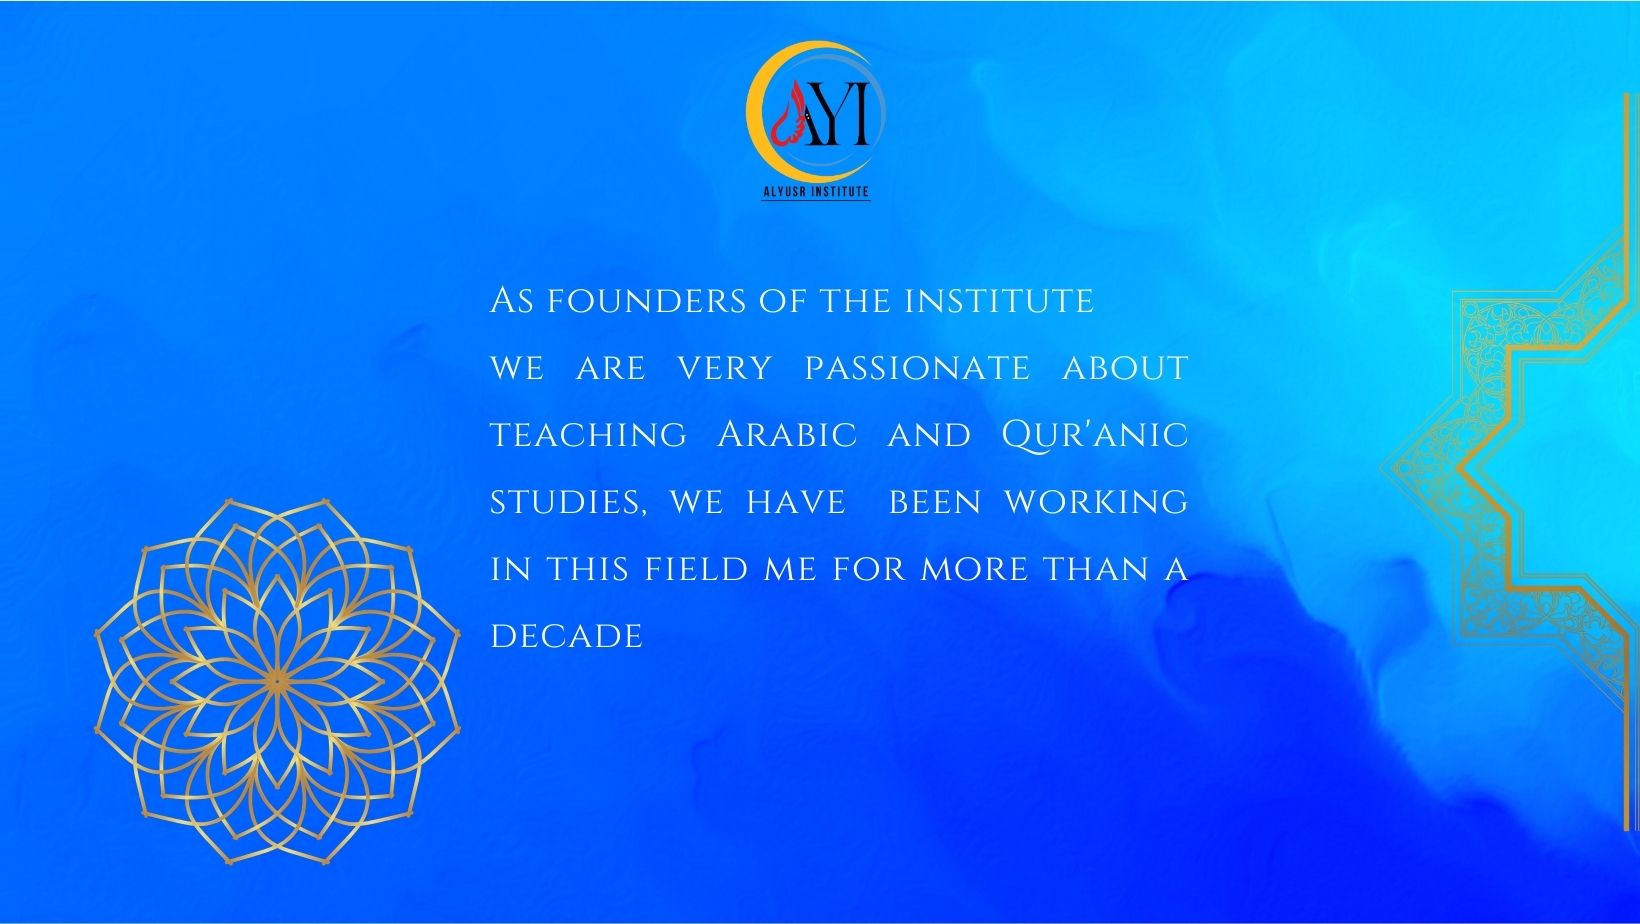 AYI
ALYUSR INSTITUTE
As founders of the institute
we are very passionate about
teaching Arabic and Qur'anic
studies, we have been working
in this field me for more than a
decade